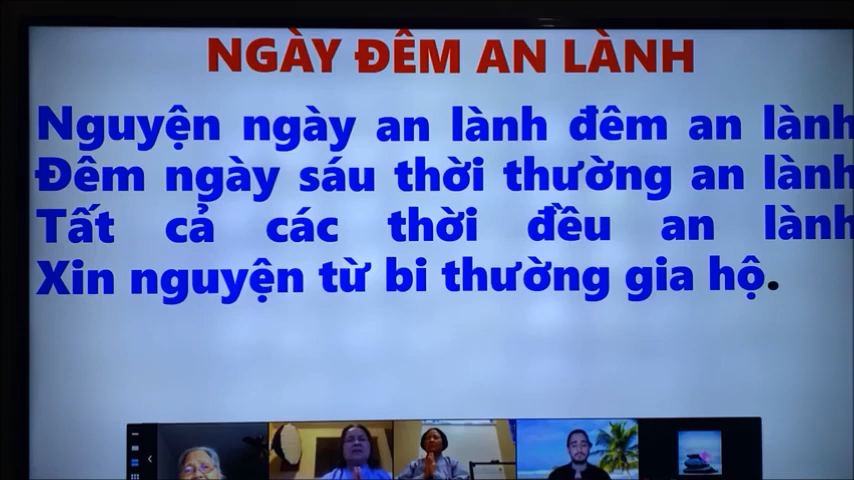 NGÀY ĐÊM AN LÀNH
Nguyện ngày an lành đêm an lành
Đêm ngày sáu thời thường an lành
Tất cả các thời đều an lành
Xin nguyện từ bi thường gia hộ.